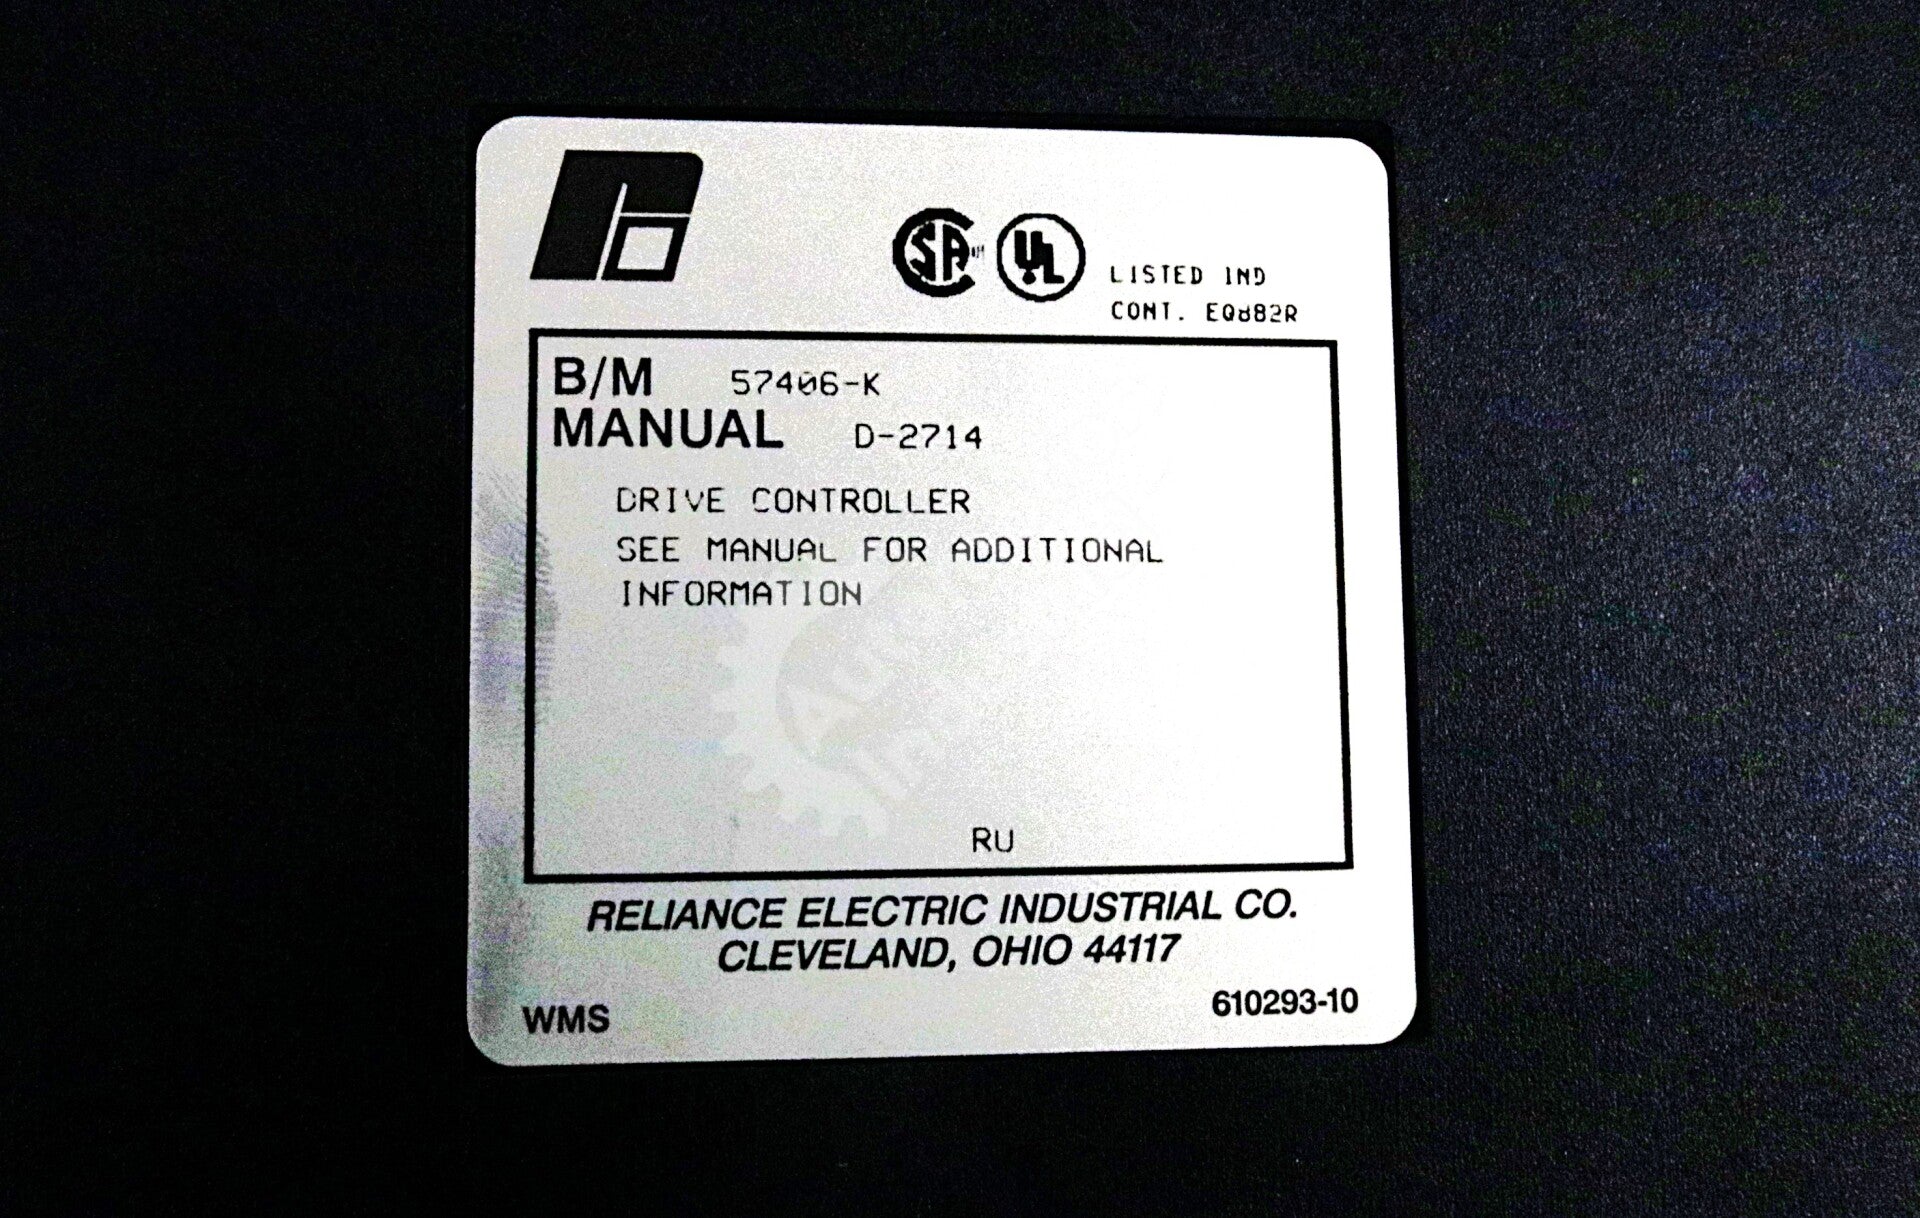 LISTED IND
CONT. EQ882R
B/M 57406-K
MANUAL D-2714
DRIVE CONTROLLER
SEE MANUAL FOR ADDITIONAL
INFORMATION
RU
RELIANCE ELECTRIC INDUSTRIAL CO.
CLEVELAND, OHIO 44117
WMS 610293-10